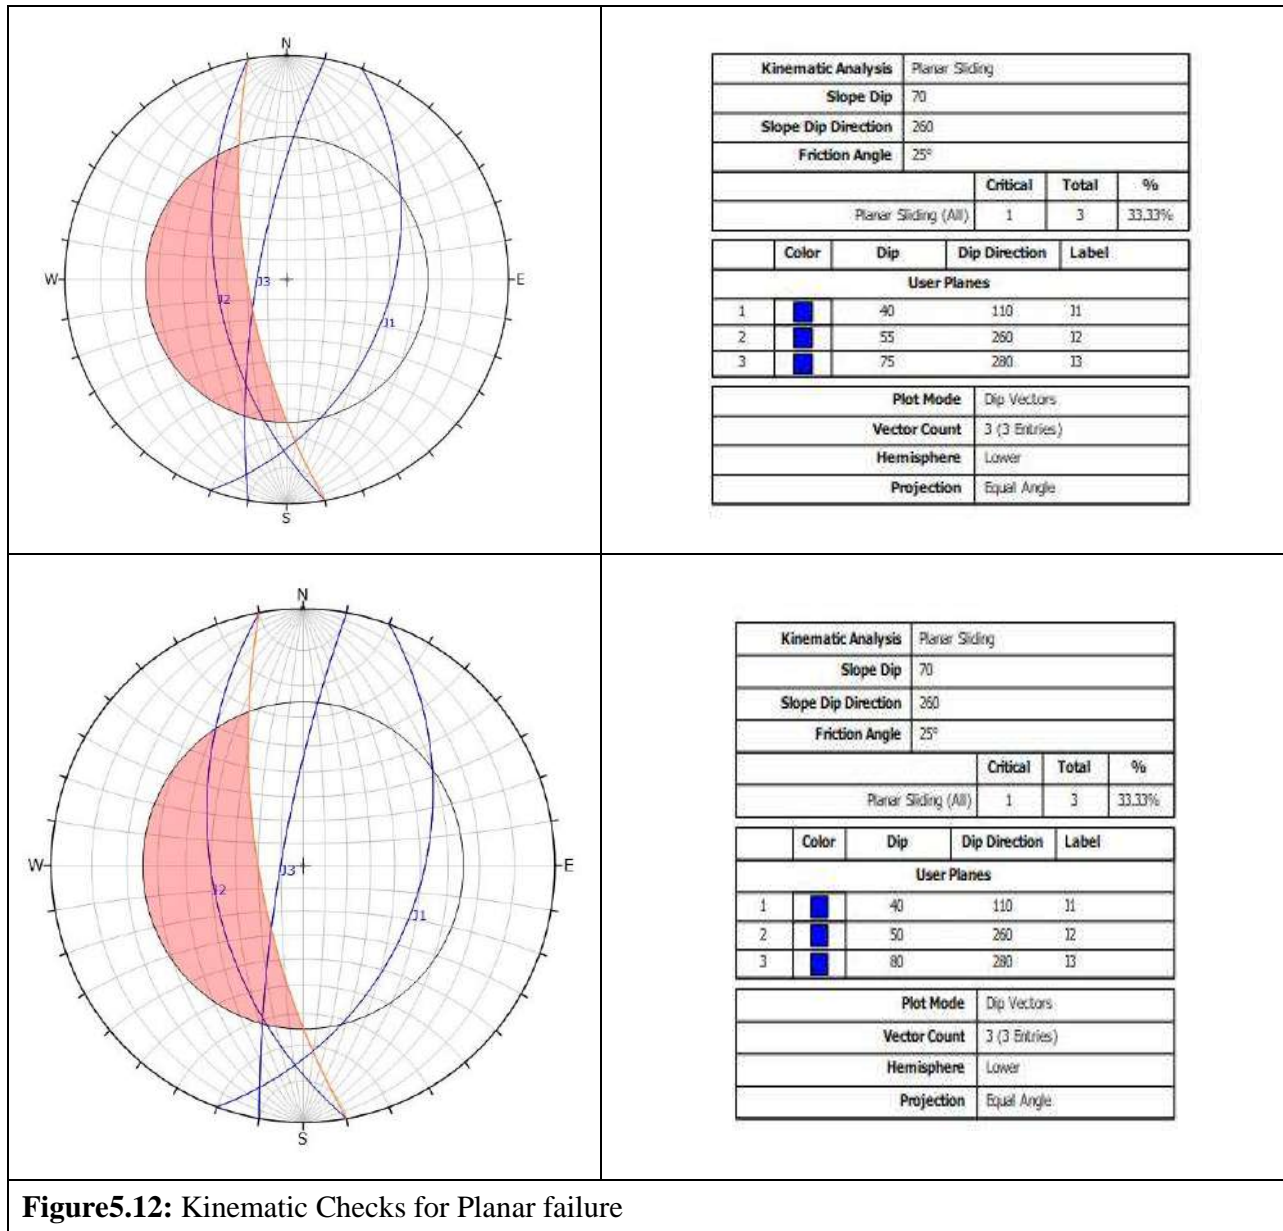 N
W
E
S
J3
J2
J1
Kinematic Analysis Planar Sliding
Slope Dip 70
Slope Dip Direction 260
Friction Angle 25°
Critical Total %
Planar Sliding (All) 1 3 33.33%
Color Dip Dip Direction Label
User Planes
1 40 110 J1
2 55 260 J2
3 75 280 J3
Plot Mode Dip Vectors
Vector Count 3 (3 Entries)
Hemisphere Lower
Projection Equal Angle
N
W
E
S
J3
J2
J1
Kinematic Analysis Planar Sliding
Slope Dip 70
Slope Dip Direction 260
Friction Angle 25°
Critical Total %
Planar Sliding (All) 1 3 33.33%
Color Dip Dip Direction Label
User Planes
1 40 110 J1
2 50 260 J2
3 80 280 J3
Plot Mode Dip Vectors
Vector Count 3 (3 Entries)
Hemisphere Lower
Projection Equal Angle
Figure5.12: Kinematic Checks for Planar failure